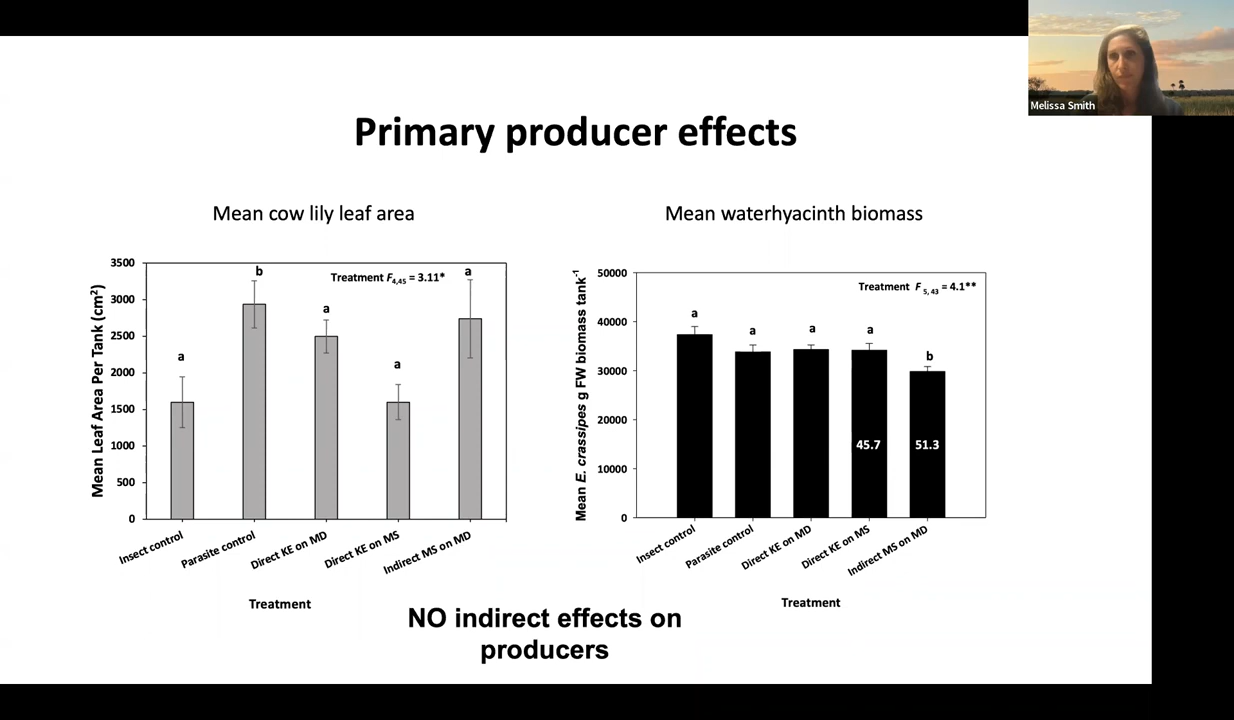 Melissa Smith
Primary producer effects
Mean cow lily leaf area
Mean Leaf Area Per Tank (cm²)
3500
3000
2500
2000
1500
1000
500
0
Treatment F4,45 = 3.11*
a
b
a
a
a
Insect control
Parasite control
Direct KE on MD
Direct KE on MS
Indirect MS on MD
Treatment
Mean waterhyacinth biomass
Mean E. crassipes g FW biomass tank⁻¹
50000
40000
30000
20000
10000
0
Treatment F 5, 43 = 4.1**
a
a
a
a
b
45.7
51.3
Insect control
Parasite control
Direct KE on MD
Direct KE on MS
Indirect MS on MD
Treatment
NO indirect effects on
producers